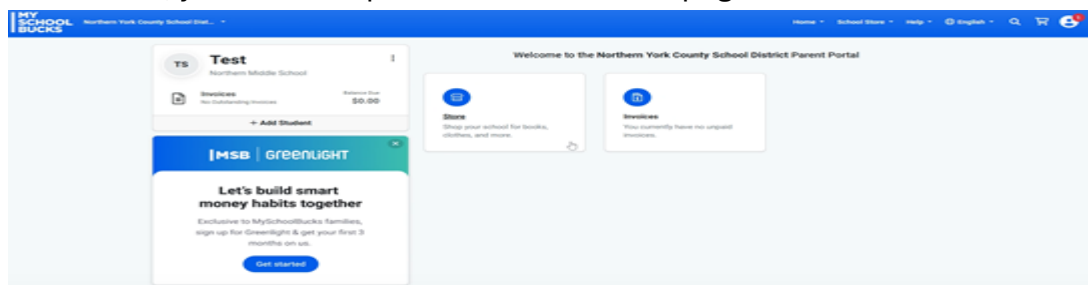 MY
SCHOOL
BUCKS
Northern York County School Dist...
Home
School Store
Help
English
TS
Test
Northern Middle School
Invoices
No Outstanding Invoices
Balance Due
$0.00
+ Add Student
MSB | Greenlight
Let's build smart
money habits together
Exclusive to MySchoolBucks families,
sign up for Greenlight & get your first 3
months on us.
Get started
Welcome to the Northern York County School District Parent Portal
Store
Shop your school for books,
clothes, and more.
Invoices
You currently have no unpaid
invoices.